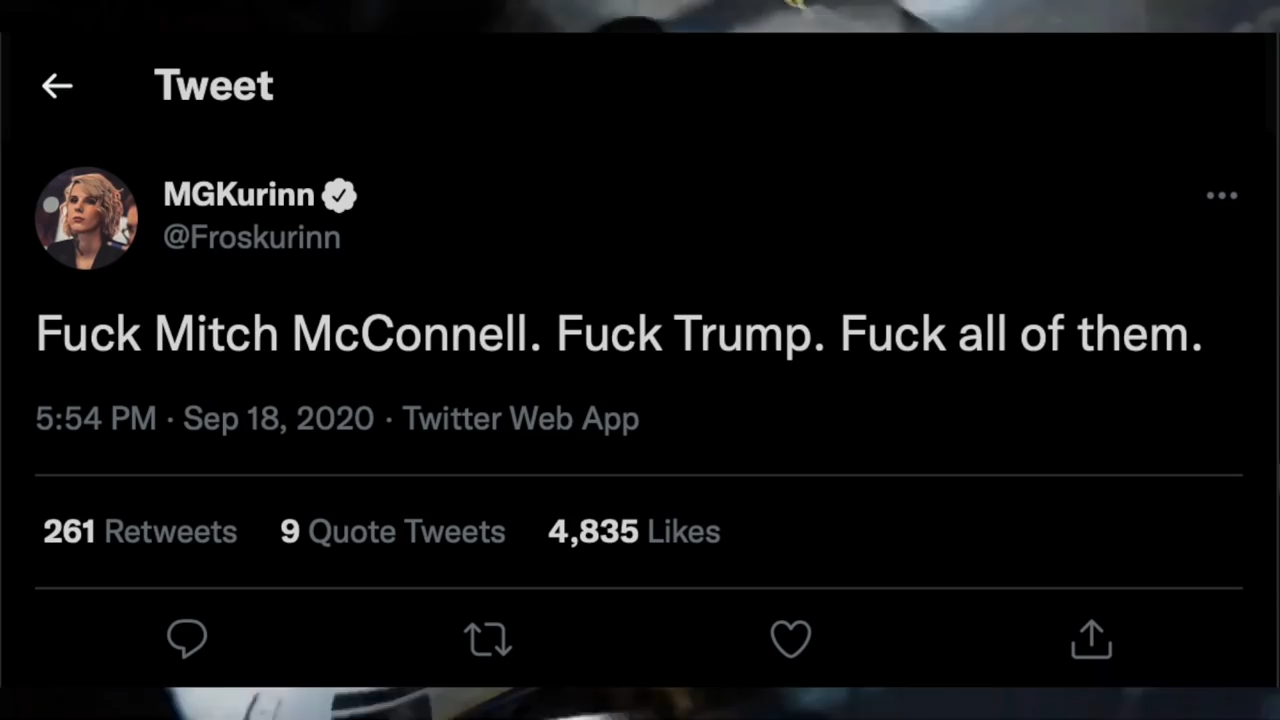 Tweet
MGKurinn
@Froskurinn
Fuck Mitch McConnell. Fuck Trump. Fuck all of them.
5:54 PM · Sep 18, 2020 · Twitter Web App
261 Retweets 9 Quote Tweets 4,835 Likes